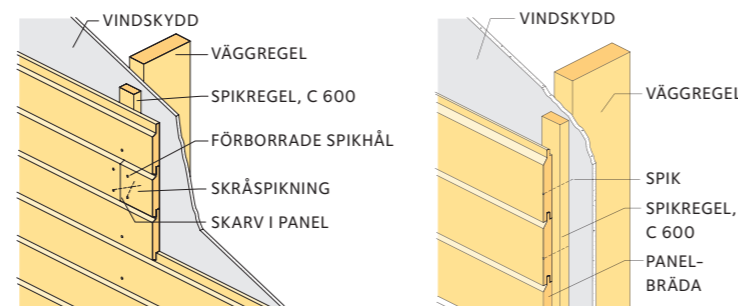 VINDSKYDD
VÄGGREGEL
SPIKREGEL, C 600
FÖRBORRADE SPIKHÅL
SKRÅSPIKNING
SKARV I PANEL
VINDSKYDD
VÄGGREGEL
SPIK
SPIKREGEL,
C 600
PANEL-
BRÄDA